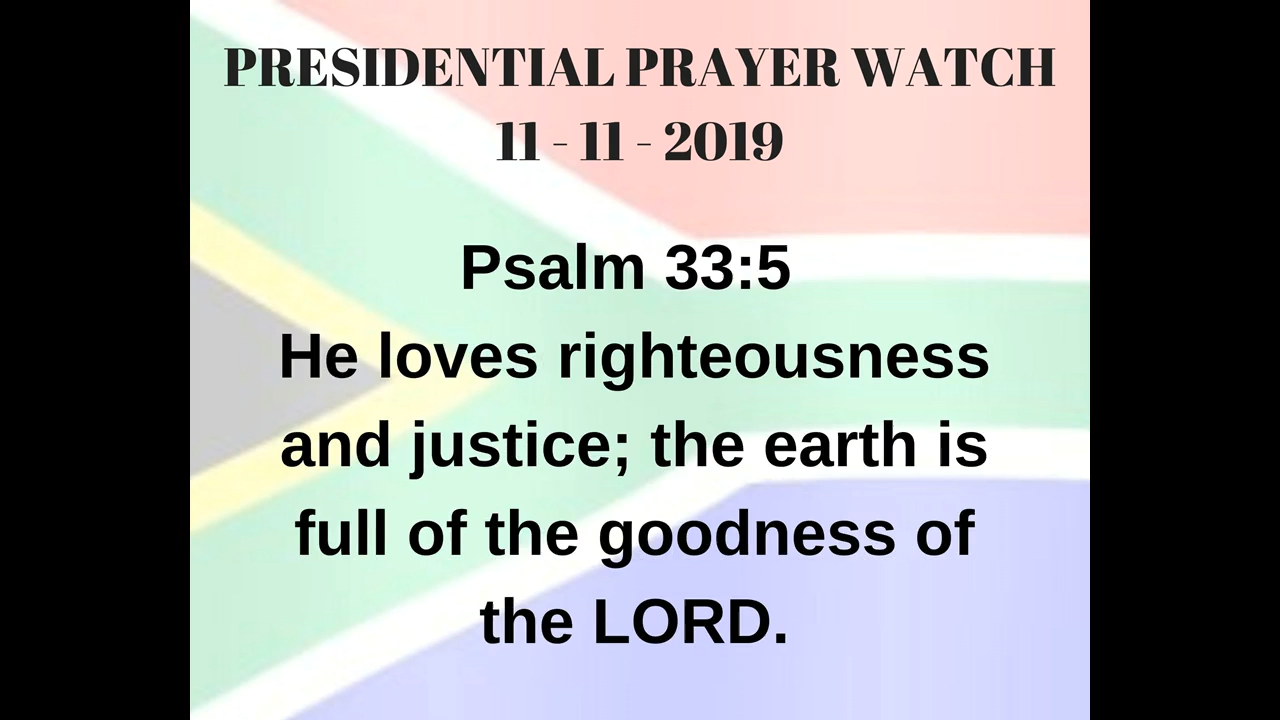 PRESIDENTIAL PRAYER WATCH
11 - 11 - 2019
Psalm 33:5
He loves righteousness
and justice; the earth is
full of the goodness of
the LORD.